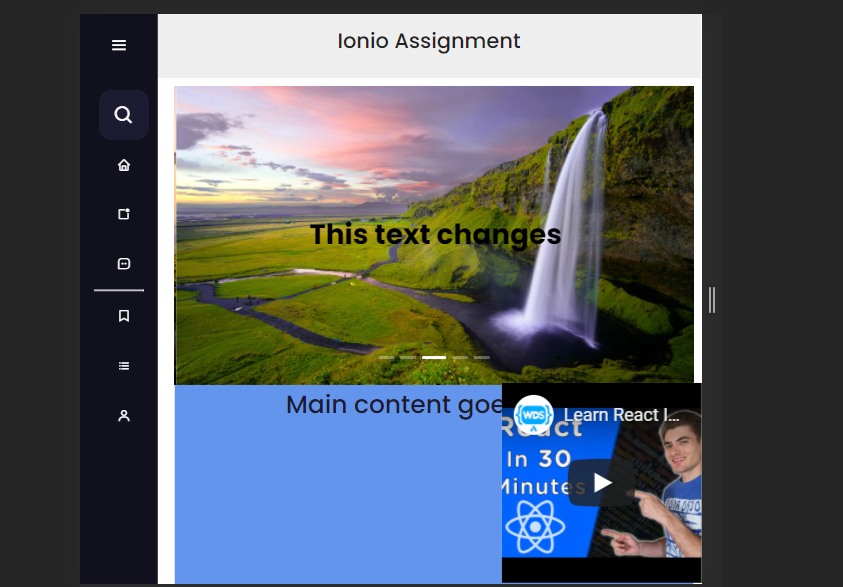 Ionio Assignment
This text changes
Main content goe
WDS
Learn React I...
React
In 30
Minutes